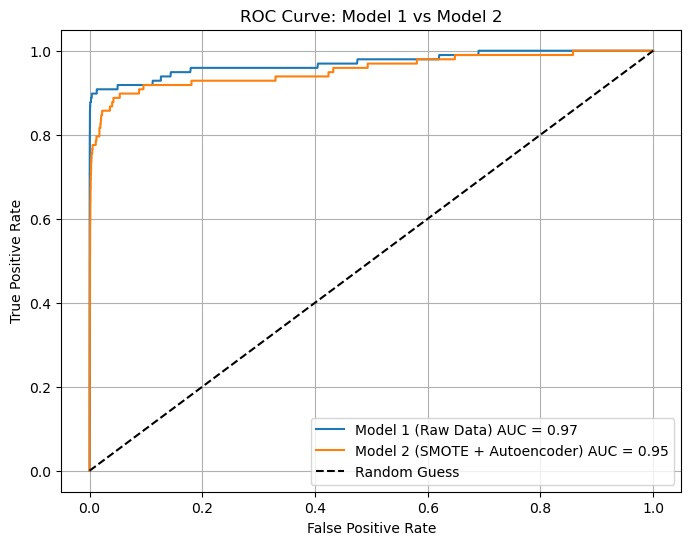 ROC Curve: Model 1 vs Model 2
True Positive Rate
1.0
0.8
0.6
0.4
0.2
0.0
Model 1 (Raw Data) AUC = 0.97
Model 2 (SMOTE + Autoencoder) AUC = 0.95
Random Guess
0.0 0.2 0.4 0.6 0.8 1.0
False Positive Rate